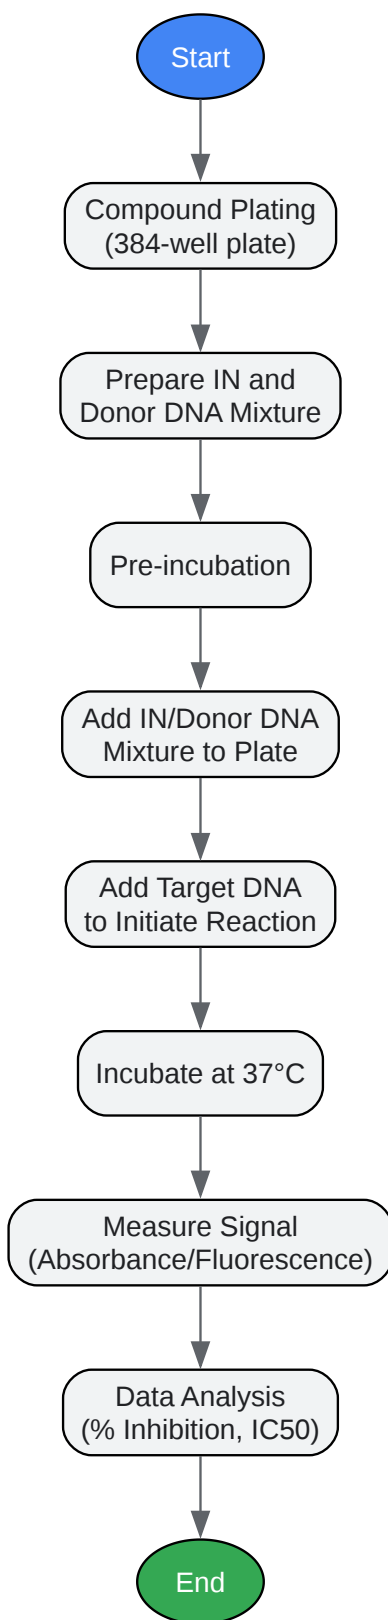 Start
Compound Plating
(384-well plate)
Prepare IN and
Donor DNA Mixture
Pre-incubation
Add IN/Donor DNA
Mixture to Plate
Add Target DNA
to Initiate Reaction
Incubate at 37°C
Measure Signal
(Absorbance/Fluorescence)
Data Analysis
(% Inhibition, IC50)
End